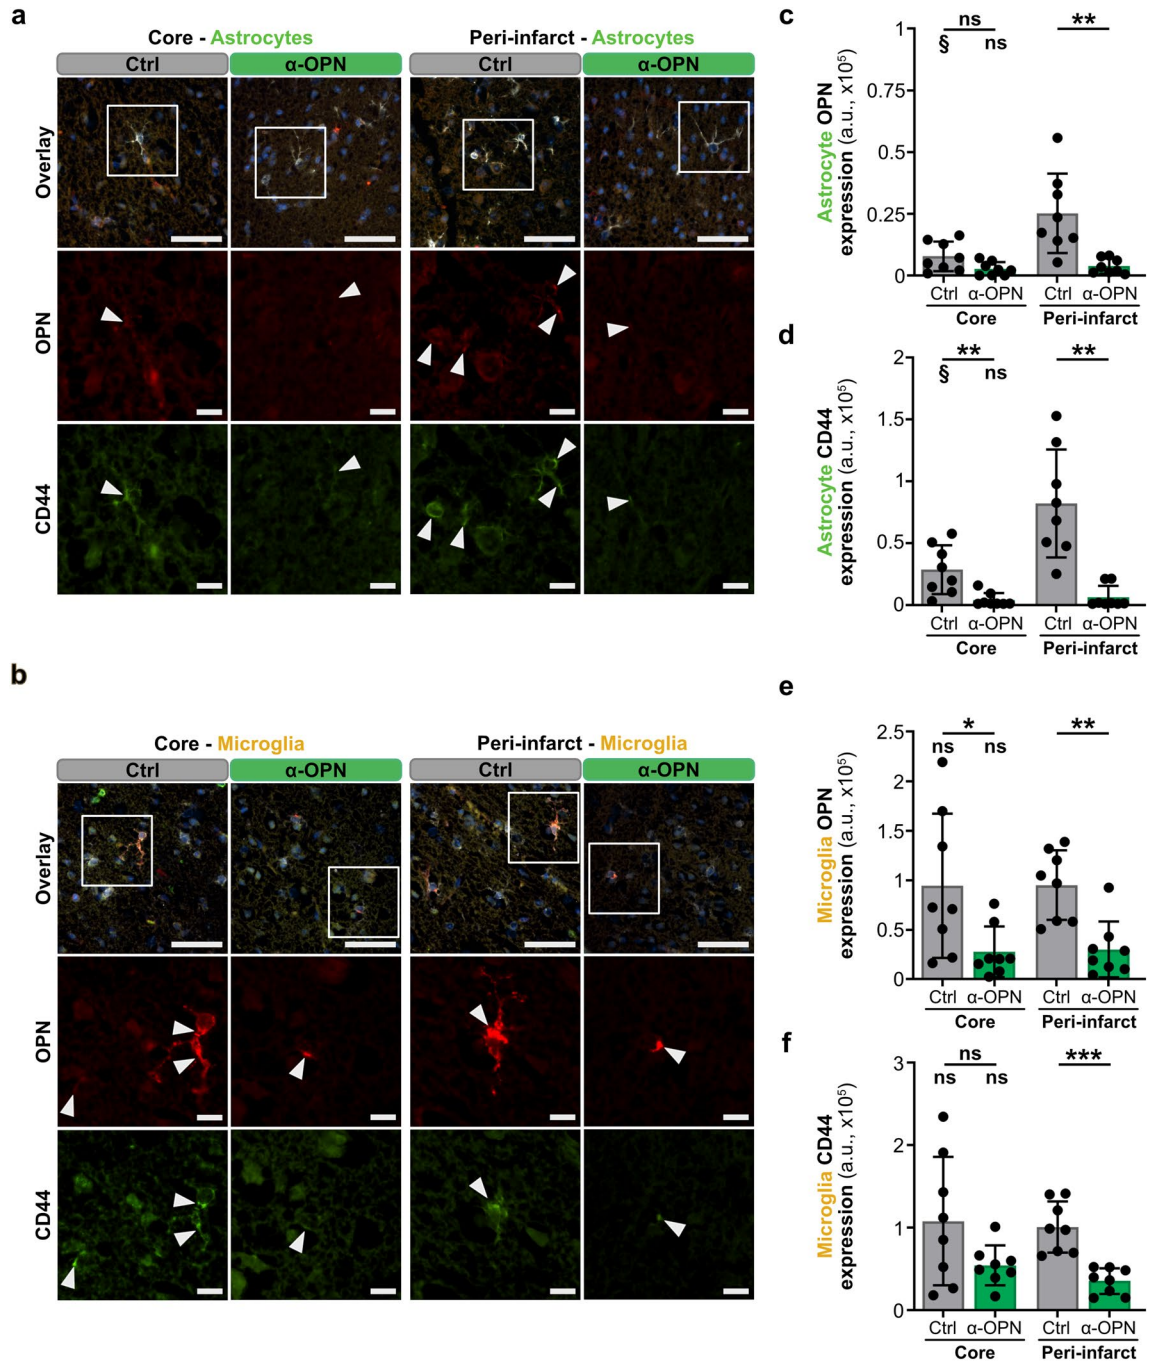 a
Core - Astrocytes
Peri-infarct - Astrocytes
Ctrl
α-OPN
Ctrl
α-OPN
Overlay
OPN
CD44
b
Core - Microglia
Peri-infarct - Microglia
Ctrl
α-OPN
Ctrl
α-OPN
Overlay
OPN
CD44
c
Astrocyte OPN
expression (a.u., x10⁵)
1
0.75
0.5
0.25
0
ns
**
§
ns
Ctrl α-OPN
Ctrl α-OPN
Core
Peri-infarct
d
Astrocyte CD44
expression (a.u., x10⁵)
2
1.5
1
0.5
0
**
**
§
ns
Ctrl α-OPN
Ctrl α-OPN
Core
Peri-infarct
e
Microglia OPN
expression (a.u., x10⁵)
2.5
2
1.5
1
0.5
0
*
**
ns
ns
Ctrl α-OPN
Ctrl α-OPN
Core
Peri-infarct
f
Microglia CD44
expression (a.u., x10⁵)
3
2
1
0
ns
***
ns
ns
Ctrl α-OPN
Ctrl α-OPN
Core
Peri-infarct